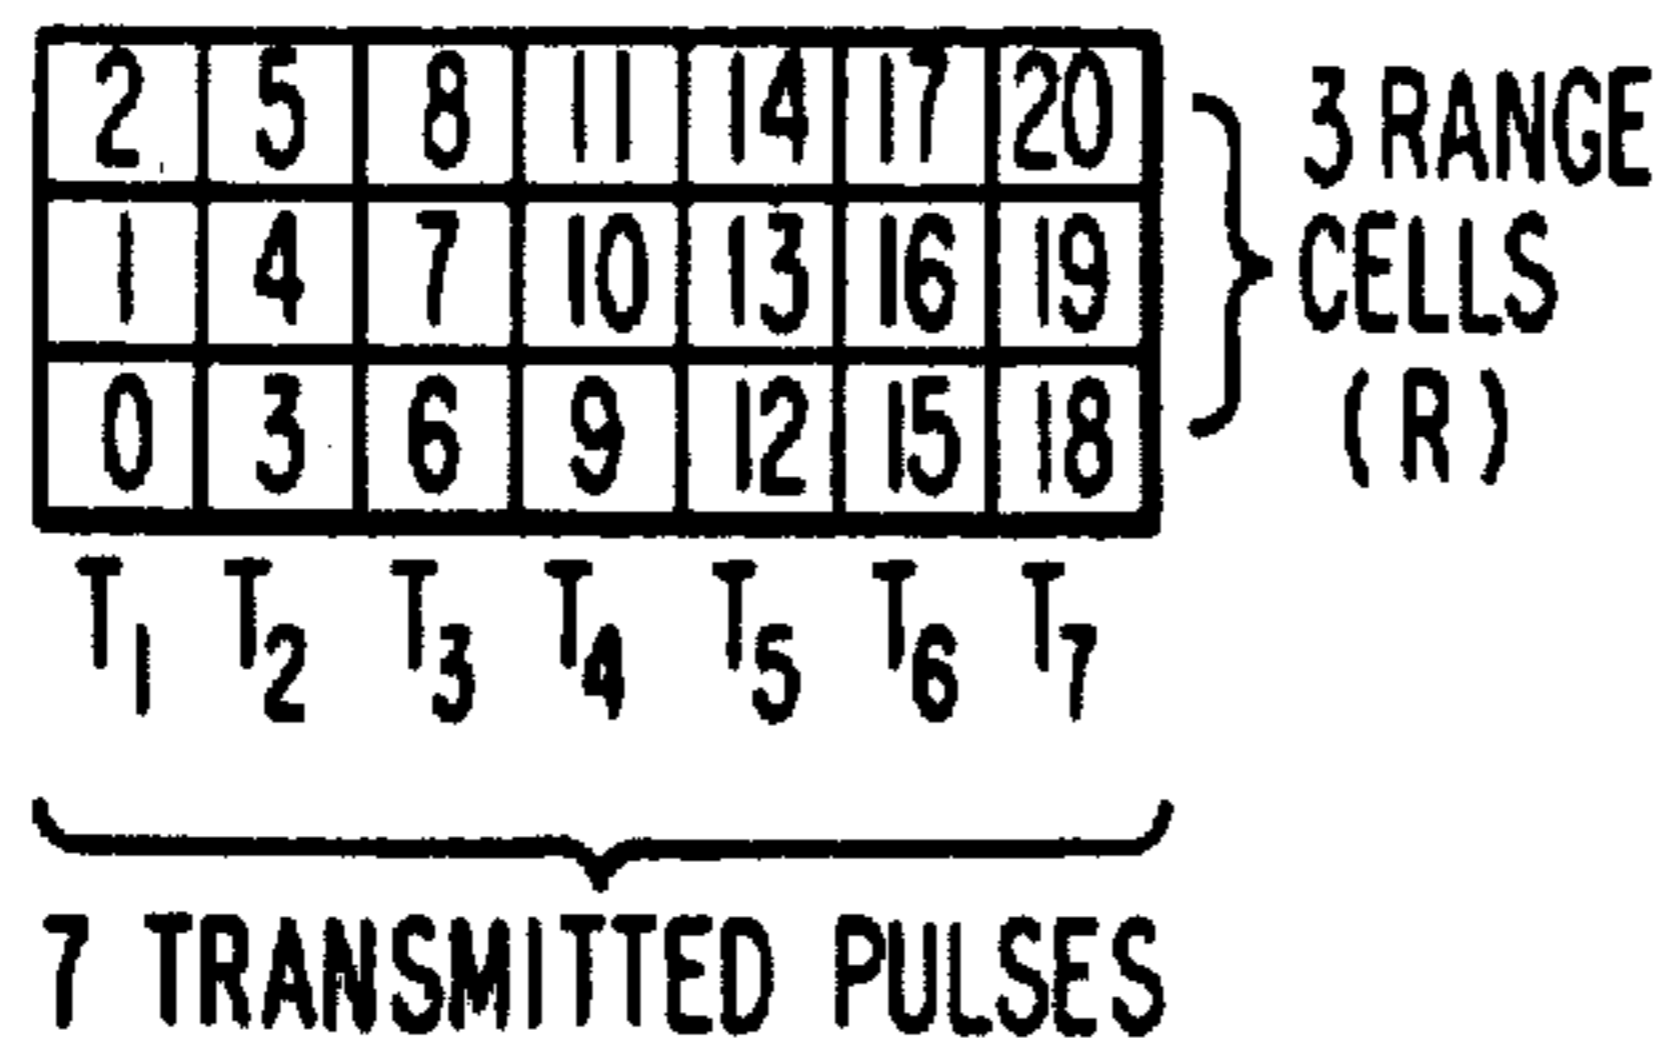 2 5 8 11 14 17 20
1 4 7 10 13 16 19
0 3 6 9 12 15 18
T1 T2 T3 T4 T5 T6 T7
3 RANGE
CELLS
(R)
7 TRANSMITTED PULSES